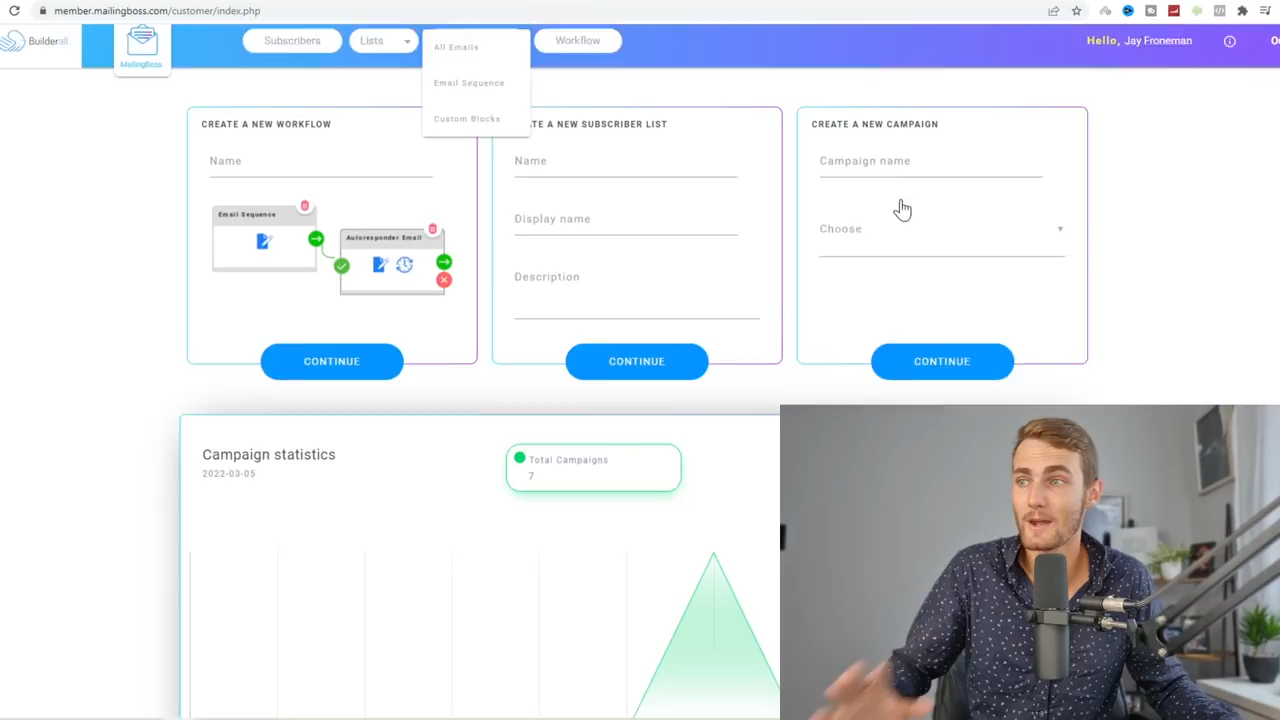 member.mailingboss.com/customer/index.php
Builderall
MailingBoss
Subscribers
Lists
Workflow
Hello, Jay Froneman
All Emails
Email Sequence
Custom Blocks
CREATE A NEW WORKFLOW
Name
Email Sequence
Autoresponder Email
CONTINUE
TE A NEW SUBSCRIBER LIST
Name
Display name
Description
CONTINUE
CREATE A NEW CAMPAIGN
Campaign name
Choose
CONTINUE
Campaign statistics
2022-03-05
Total Campaigns
7